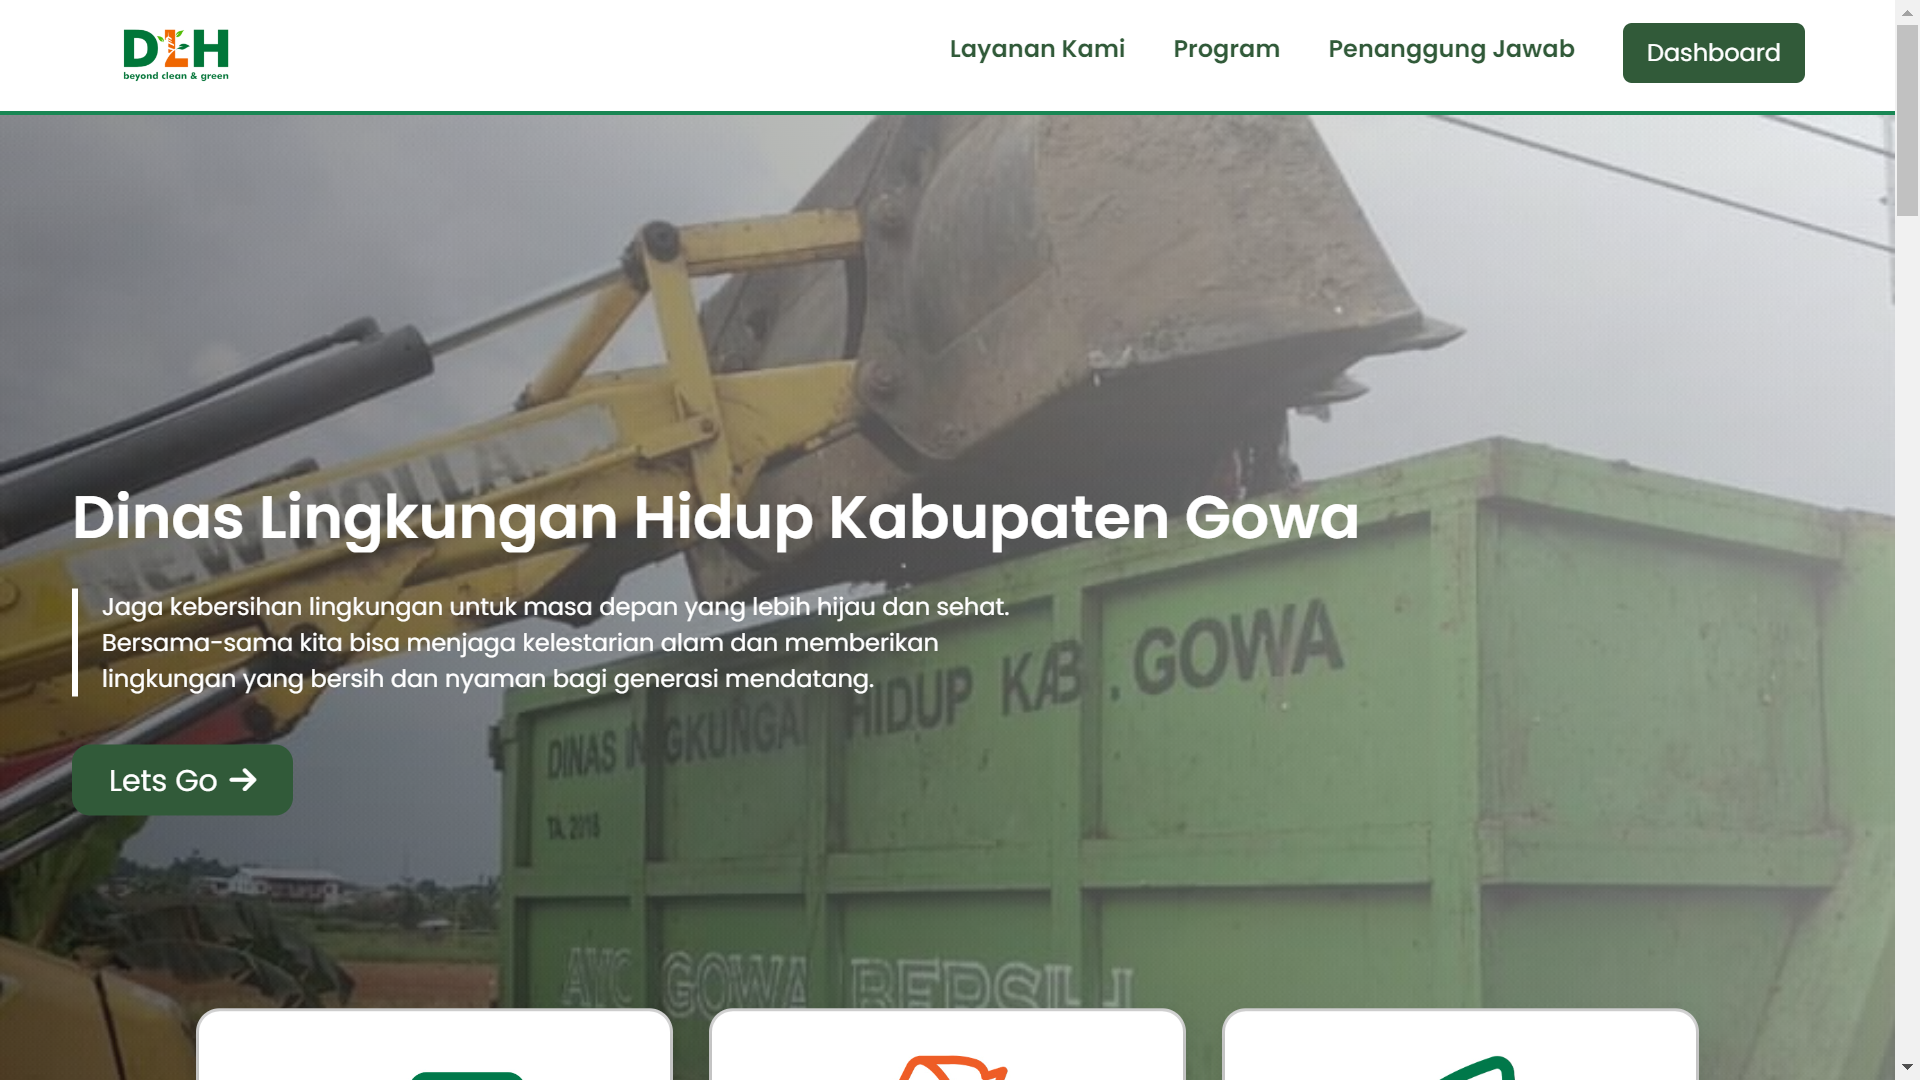 DLH
beyond clean & green
Layanan Kami
Program
Penanggung Jawab
Dashboard
Dinas Lingkungan Hidup Kabupaten Gowa
Jaga kebersihan lingkungan untuk masa depan yang lebih hijau dan sehat.
Bersama-sama kita bisa menjaga kelestarian alam dan memberikan
lingkungan yang bersih dan nyaman bagi generasi mendatang.
Lets Go
NEW HOLLAND
DINAS LINGKUNGAN HIDUP KAB. GOWA
TA. 2018
AYO GOWA BERSIH